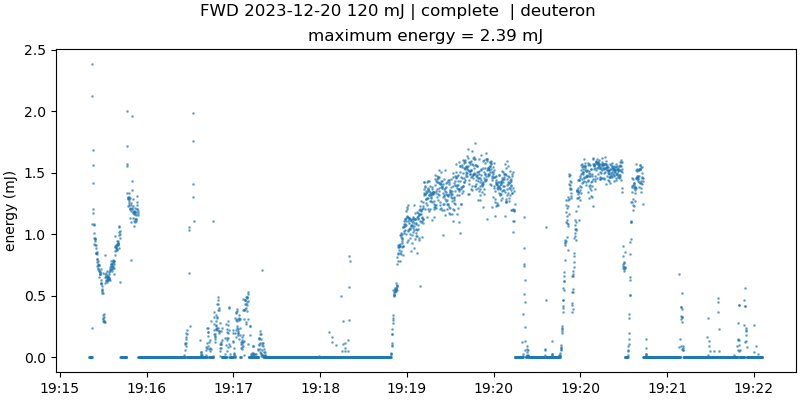 FWD 2023-12-20 120 mJ | complete  | deuteron
maximum energy = 2.39 mJ
energy (mJ)
2.5
2.0
1.5
1.0
0.5
0.0
19:15 19:16 19:17 19:18 19:19 19:20 19:20 19:21 19:22